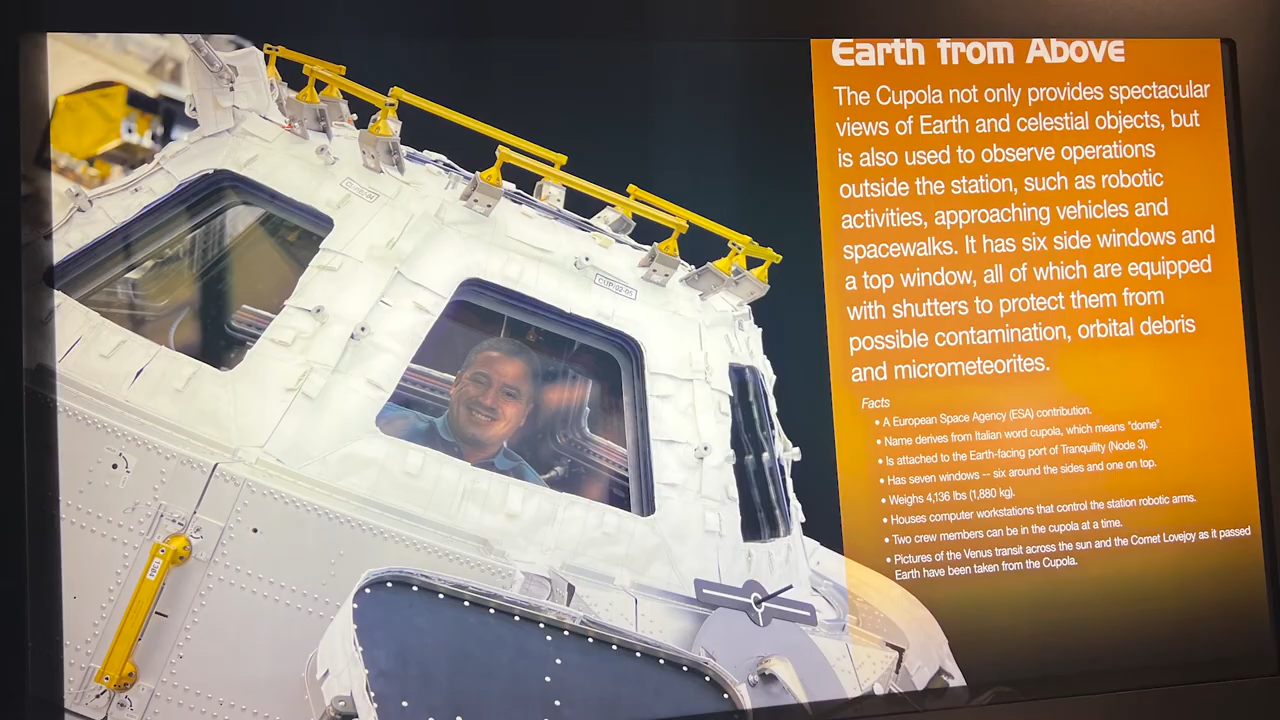 Earth from Above
The Cupola not only provides spectacular
views of Earth and celestial objects, but
is also used to observe operations
outside the station, such as robotic
activities, approaching vehicles and
spacewalks. It has six side windows and
a top window, all of which are equipped
with shutters to protect them from
possible contamination, orbital debris
and micrometeorites.
Facts
• A European Space Agency (ESA) contribution.
• Name derives from Italian word cupola, which means "dome".
• Is attached to the Earth-facing port of Tranquility (Node 3).
• Has seven windows -- six around the sides and one on top.
• Weighs 4,136 lbs (1,880 kg).
• Houses computer workstations that control the station robotic arms.
• Two crew members can be in the cupola at a time.
• Pictures of the Venus transit across the sun and the Comet Lovejoy as it passed
Earth have been taken from the Cupola.
CUP-02-05
1304